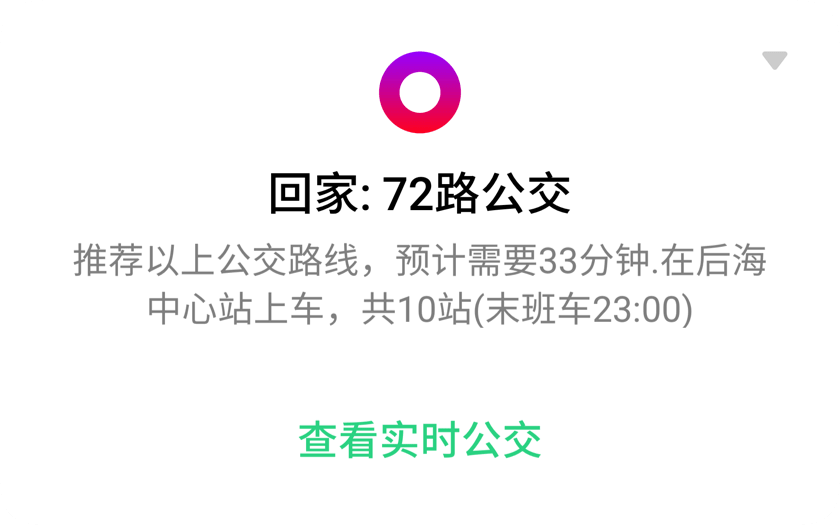 回家: 72路公交
推荐以上公交路线，预计需要33分钟.在后海
中心站上车，共10站(末班车23:00)
查看实时公交